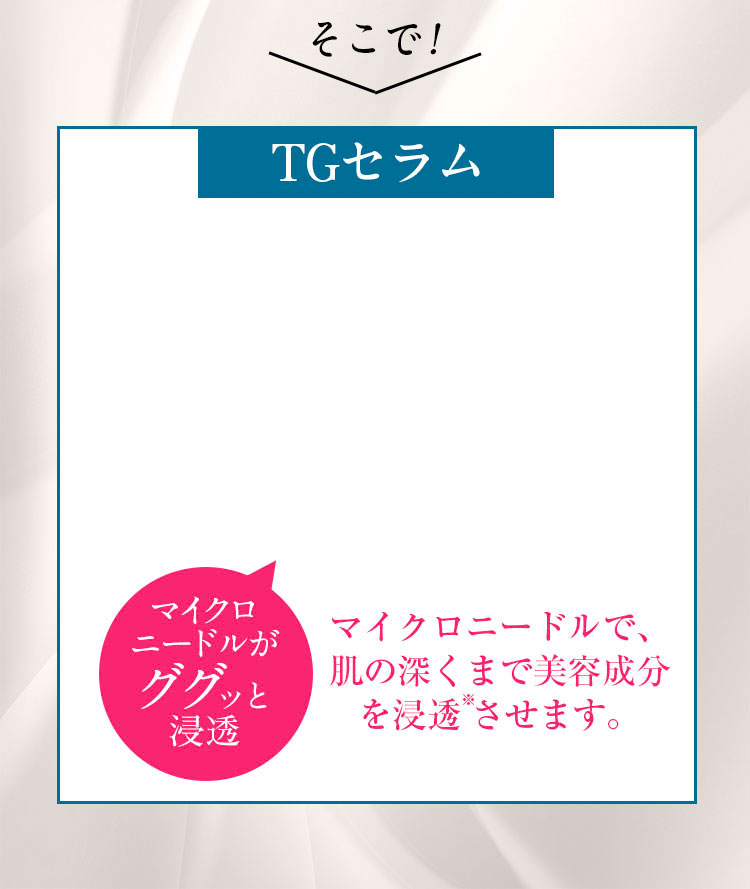 そこで!
TGセラム
マイクロ
ニードルが
ググッと
浸透
マイクロニードルで、
肌の深くまで美容成分
を浸透※させます。